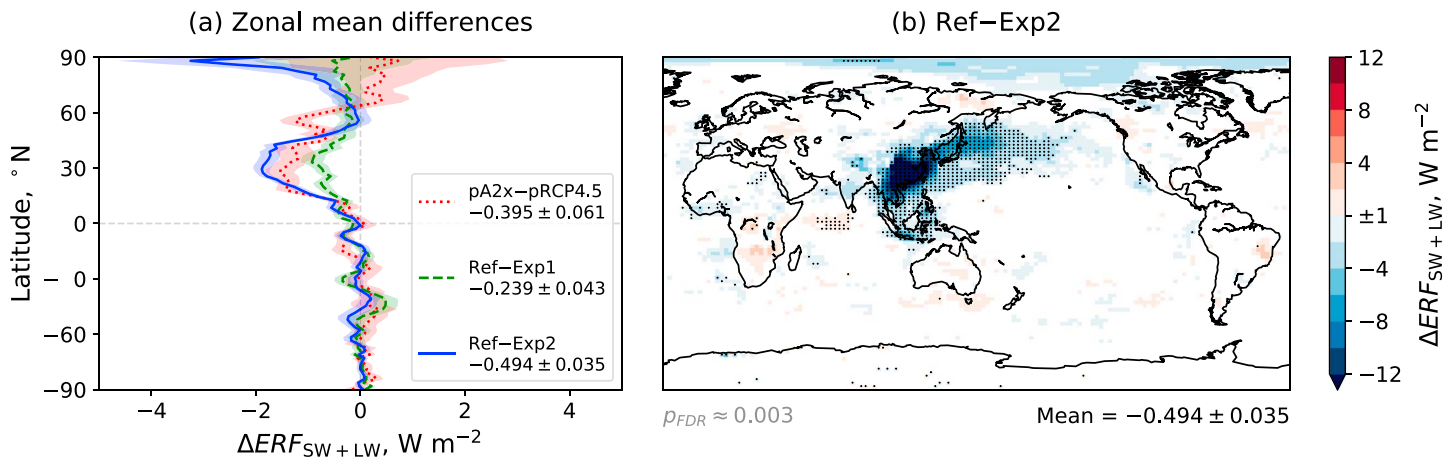 (a) Zonal mean differences
(b) Ref−Exp2
90
60
30
0
− 0
−60
−90
Latitude, ° N
−4
−2
0
2
4
ΔERF_SW + LW, W m−2
pA2x−pRCP4.5
−0.395 ± 0.061
Ref−Exp1
−0.239 ± 0.043
Ref−Exp2
−0.494 ± 0.035
p_FDR ≈ 0.003
Mean = −0.494 ± 0.035
12
8
4
±1
−4
−8
−12
ΔERF_SW + LW, W m−2